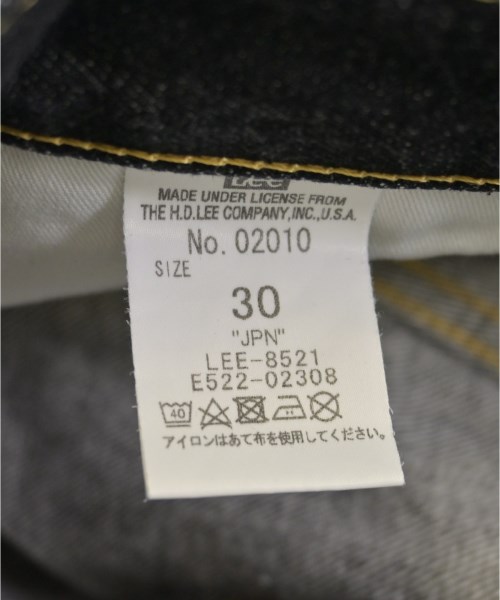 Lee
MADE UNDER LICENSE FROM
THE H.D.LEE COMPANY,INC.,U.S.A.
No. 02010
SIZE
30
"JPN"
LEE-8521
E522-02308
40
アイロンはあて布を使用してください。